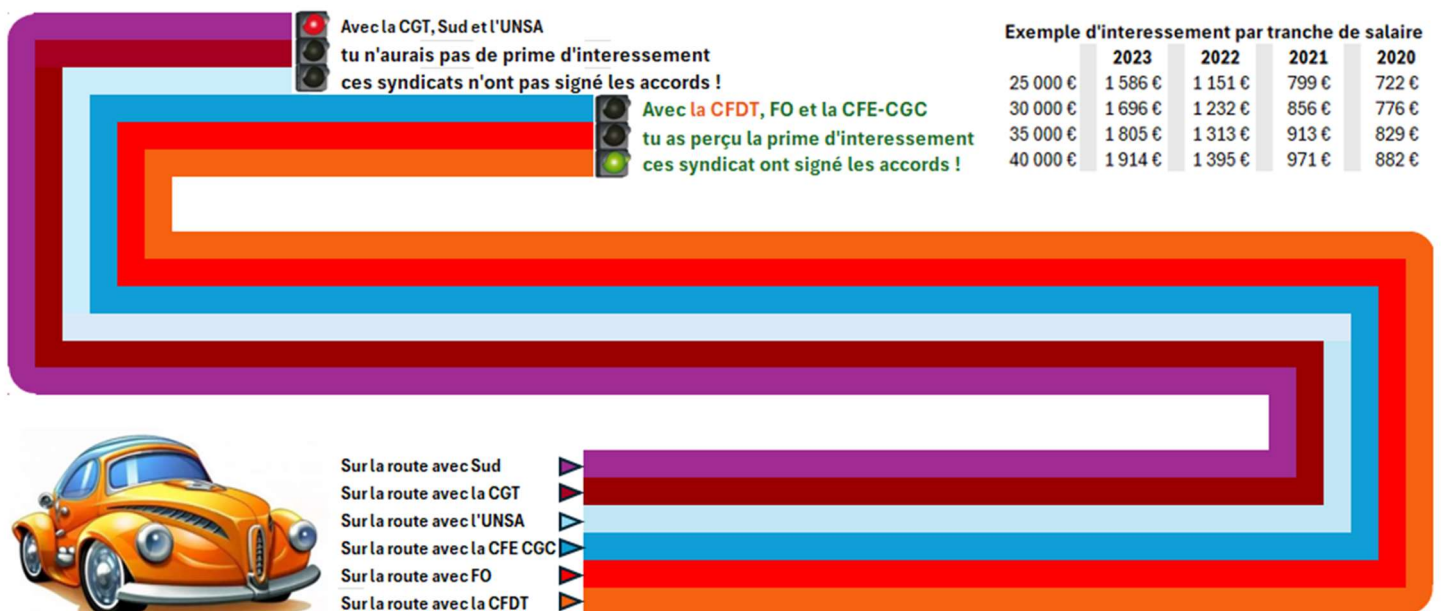 Avec la CGT, Sud et l'UNSA
tu n'aurais pas de prime d'interessement
ces syndicats n'ont pas signé les accords !
Avec la CFDT, FO et la CFE-CGC
tu as perçu la prime d'interessement
ces syndicat ont signé les accords !
Exemple d'interessement par tranche de salaire
2023 2022 2021 2020
25 000 € 1 586 € 1 151 € 799 € 722 €
30 000 € 1 696 € 1 232 € 856 € 776 €
35 000 € 1 805 € 1 313 € 913 € 829 €
40 000 € 1 914 € 1 395 € 971 € 882 €
Sur la route avec Sud
Sur la route avec la CGT
Sur la route avec l'UNSA
Sur la route avec la CFE CGC
Sur la route avec FO
Sur la route avec la CFDT